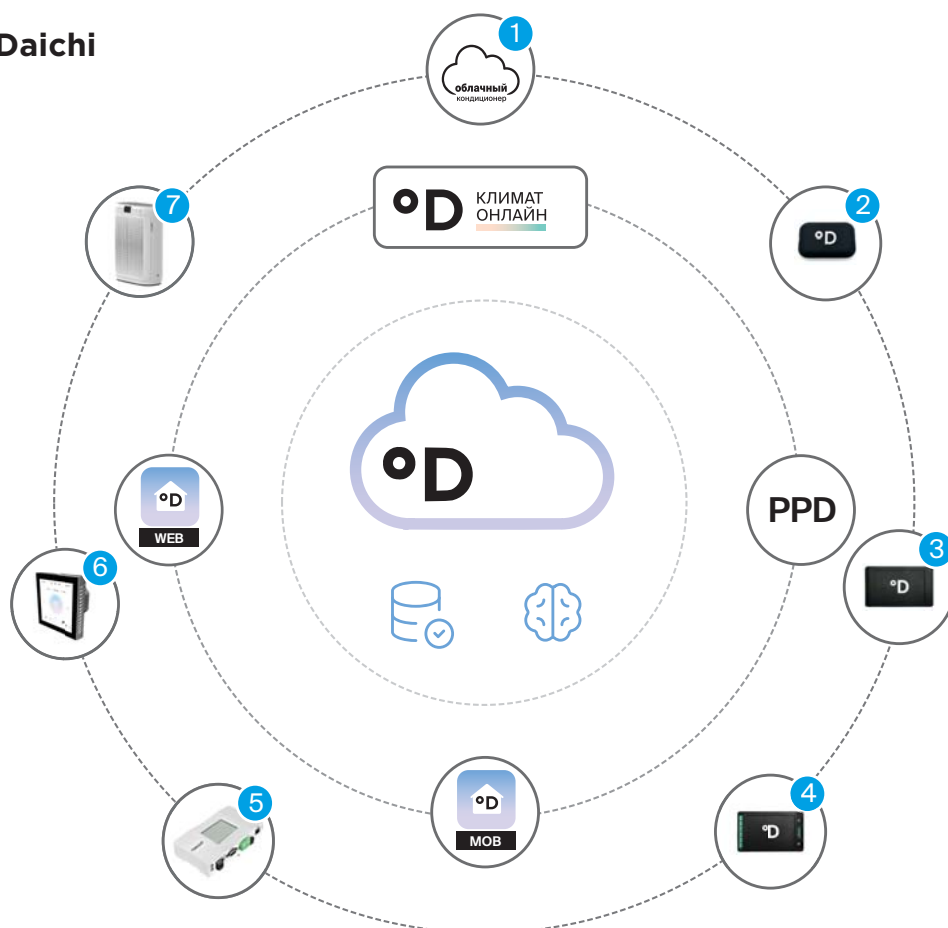 Daichi
1
облачный
кондиционер
7
°D
КЛИМАТ
ОНЛАЙН
2
°D
°D
°D
WEB
PPD
3
°D
6
5
°D
MOB
4
°D